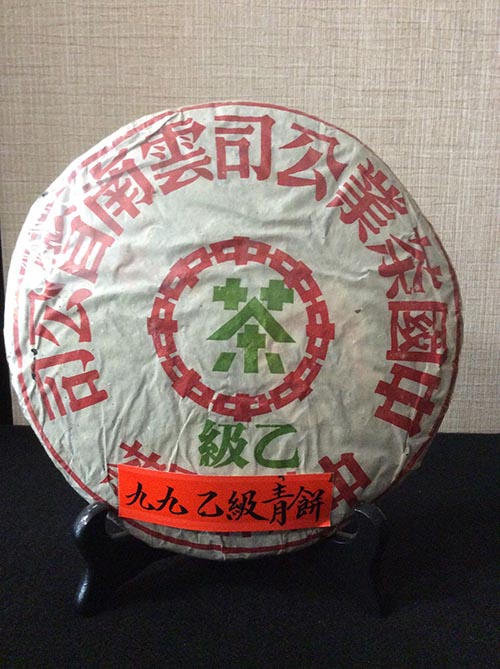 中國茶業公司雲南省公司
茶
乙級
九九 乙級青餅